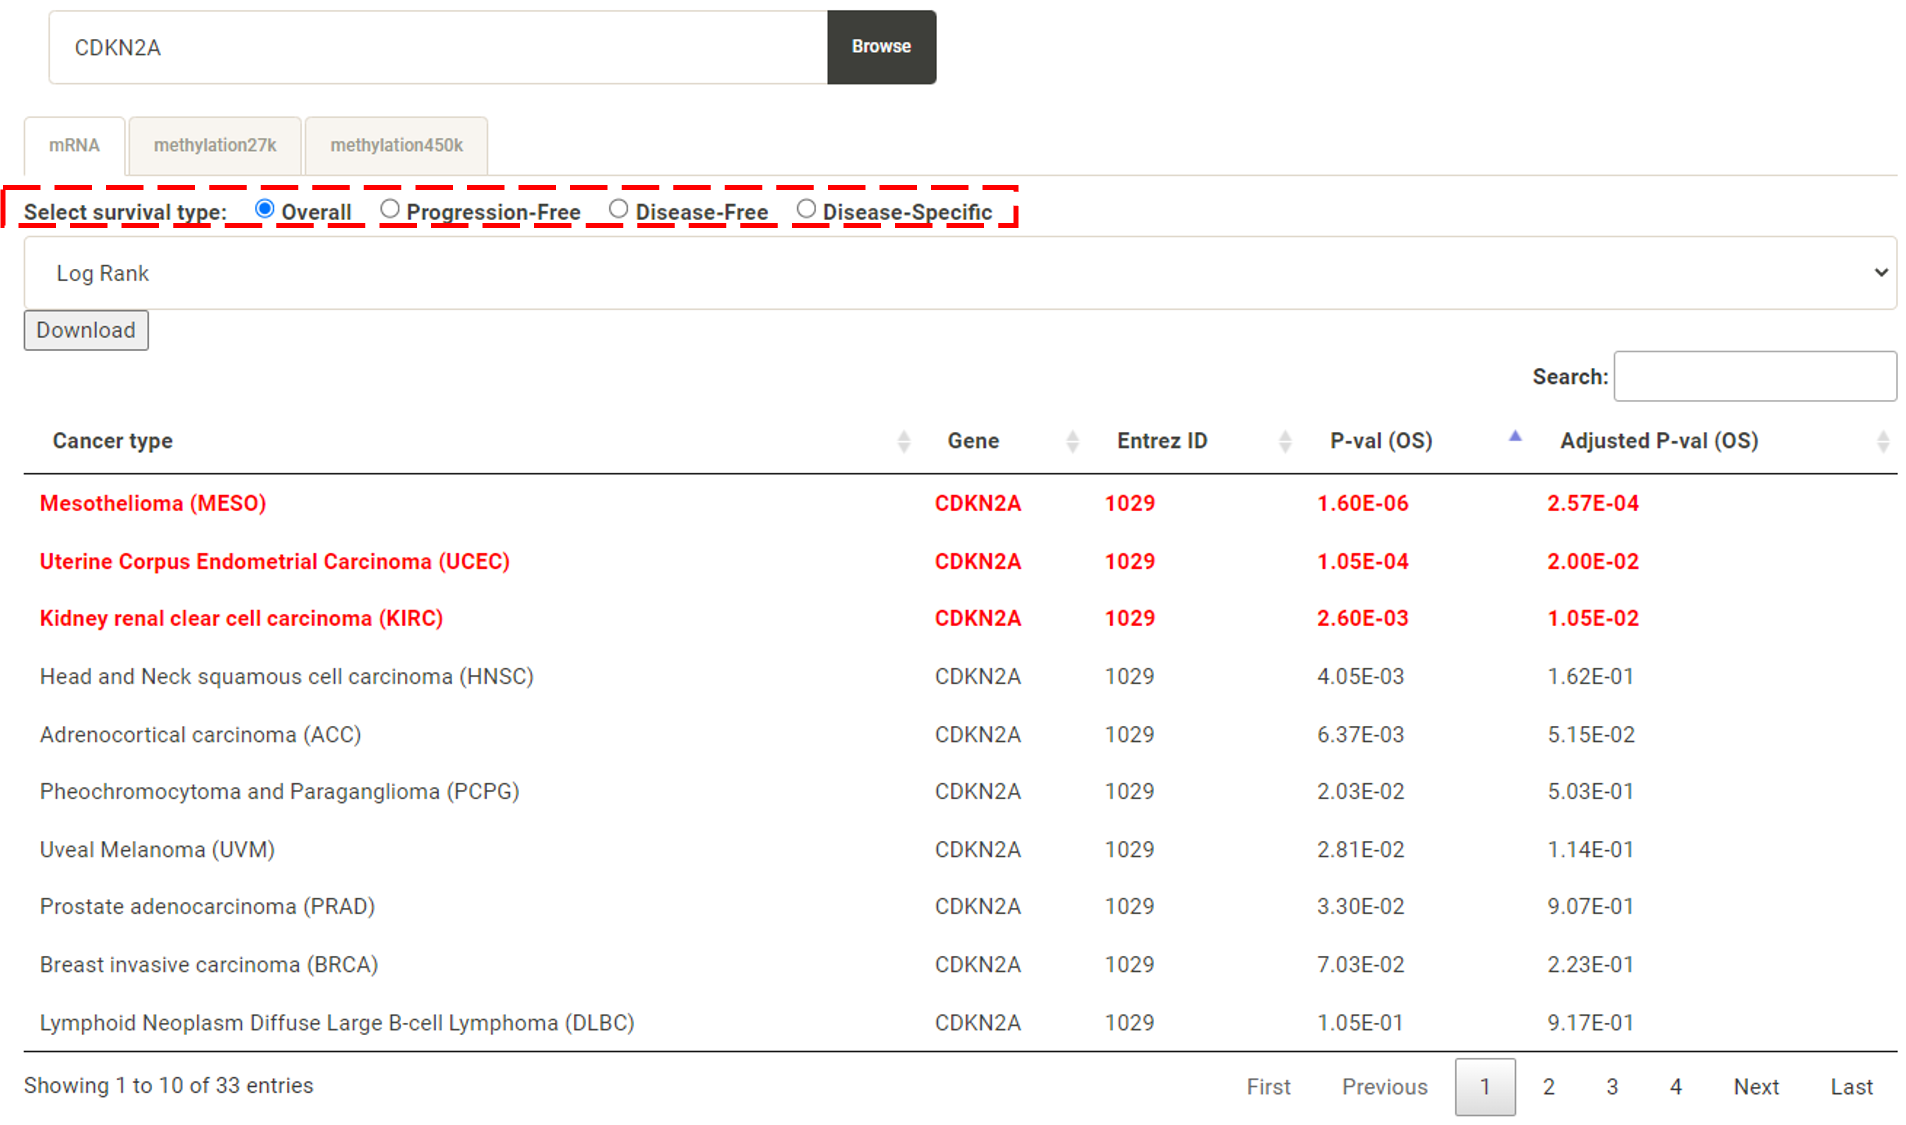 CDKN2A Browse
mRNA methylation27k methylation450k
Select survival type: Overall Progression-Free Disease-Free Disease-Specific
Log Rank
Download
Search:
Cancer type Gene Entrez ID P-val (OS) Adjusted P-val (OS)
Mesothelioma (MESO) CDKN2A 1029 1.60E-06 2.57E-04
Uterine Corpus Endometrial Carcinoma (UCEC) CDKN2A 1029 1.05E-04 2.00E-02
Kidney renal clear cell carcinoma (KIRC) CDKN2A 1029 2.60E-03 1.05E-02
Head and Neck squamous cell carcinoma (HNSC) CDKN2A 1029 4.05E-03 1.62E-01
Adrenocortical carcinoma (ACC) CDKN2A 1029 6.37E-03 5.15E-02
Pheochromocytoma and Paraganglioma (PCPG) CDKN2A 1029 2.03E-02 5.03E-01
Uveal Melanoma (UVM) CDKN2A 1029 2.81E-02 1.14E-01
Prostate adenocarcinoma (PRAD) CDKN2A 1029 3.30E-02 9.07E-01
Breast invasive carcinoma (BRCA) CDKN2A 1029 7.03E-02 2.23E-01
Lymphoid Neoplasm Diffuse Large B-cell Lymphoma (DLBC) CDKN2A 1029 1.05E-01 9.17E-01
Showing 1 to 10 of 33 entries First Previous 1 2 3 4 Next Last